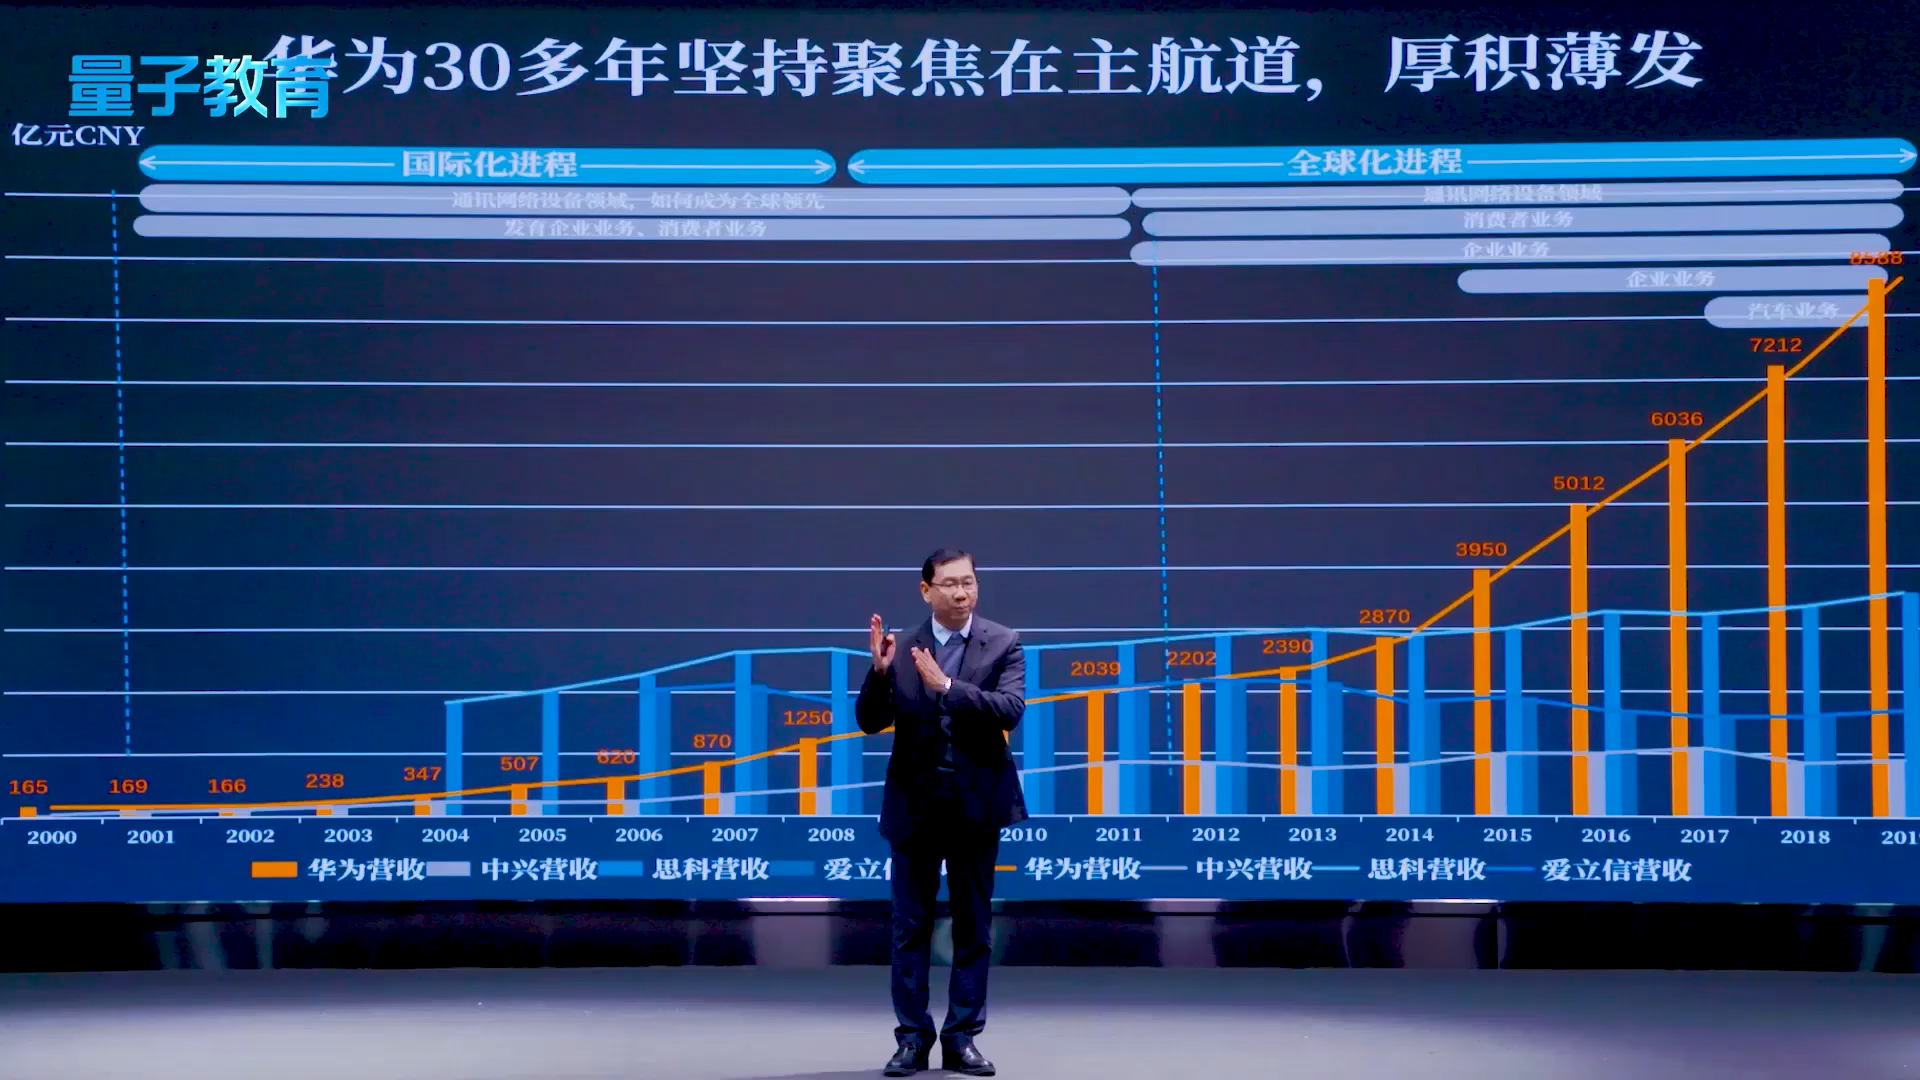 量子教育
华为30多年坚持聚焦在主航道，厚积薄发
亿元CNY
国际化进程 全球化进程
通讯网络设备领域，如何成为全球领先 通讯网络设备领域
发育企业业务、消费者业务 消费者业务
企业业务
企业业务
汽车业务
8588
7212
6036
5012
3950
2870
2390
2202
2039
1250
870
620
507
347
238
166
169
165
2000 2001 2002 2003 2004 2005 2006 2007 2008 2010 2011 2012 2013 2014 2015 2016 2017 2018 201
华为营收 中兴营收 思科营收 爱立 华为营收 中兴营收 思科营收 爱立信营收